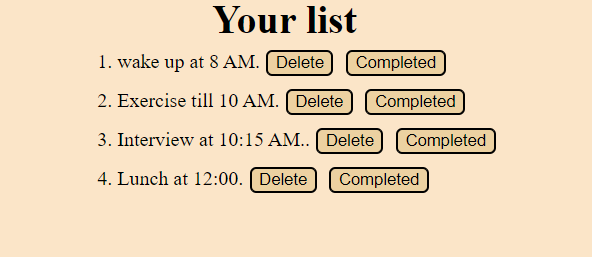 Your list
1. wake up at 8 AM. Delete Completed
2. Exercise till 10 AM. Delete Completed
3. Interview at 10:15 AM.. Delete Completed
4. Lunch at 12:00. Delete Completed